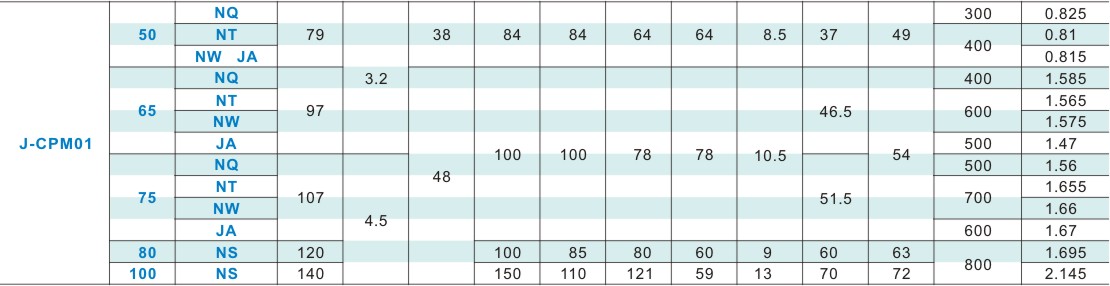 NQ 300 0.825
50 NT 79 38 84 84 64 64 8.5 37 49 0.81
400
NW JA 0.815
NQ 3.2 400 1.585
NT 1.565
65 97 46.5 600
NW 1.575
J-CPM01 JA 500 1.47
100 100 78 78 10.5 54
NQ 500 1.56
48
NT 1.655
75 107 51.5 700
NW 1.66
4.5
JA 600 1.67
80 NS 120 100 85 80 60 9 60 63 1.695
800
100 NS 140 150 110 121 59 13 70 72 2.145